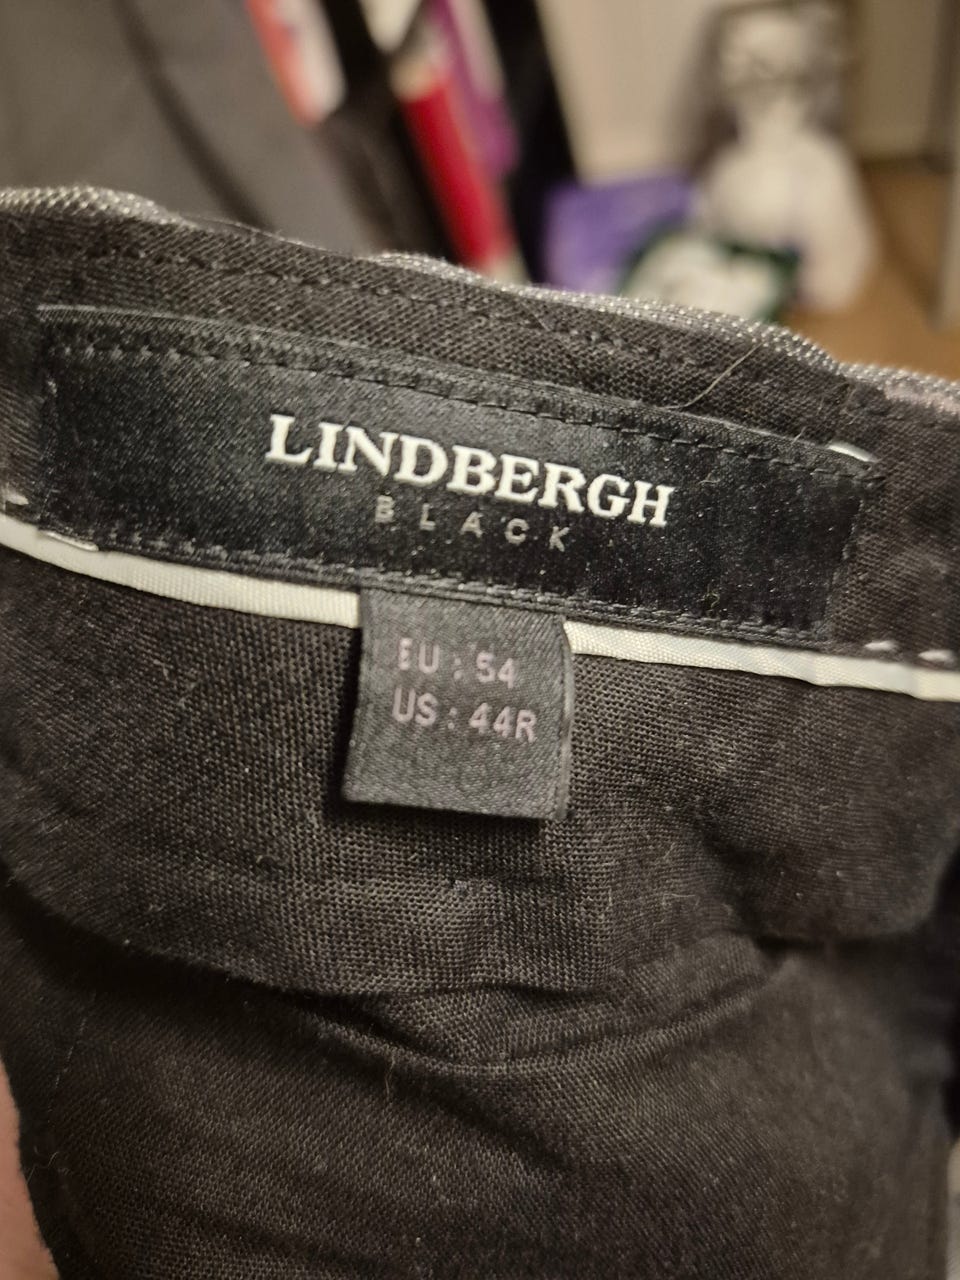 LINDBERGH
BLACK
EU : 54
US : 44R